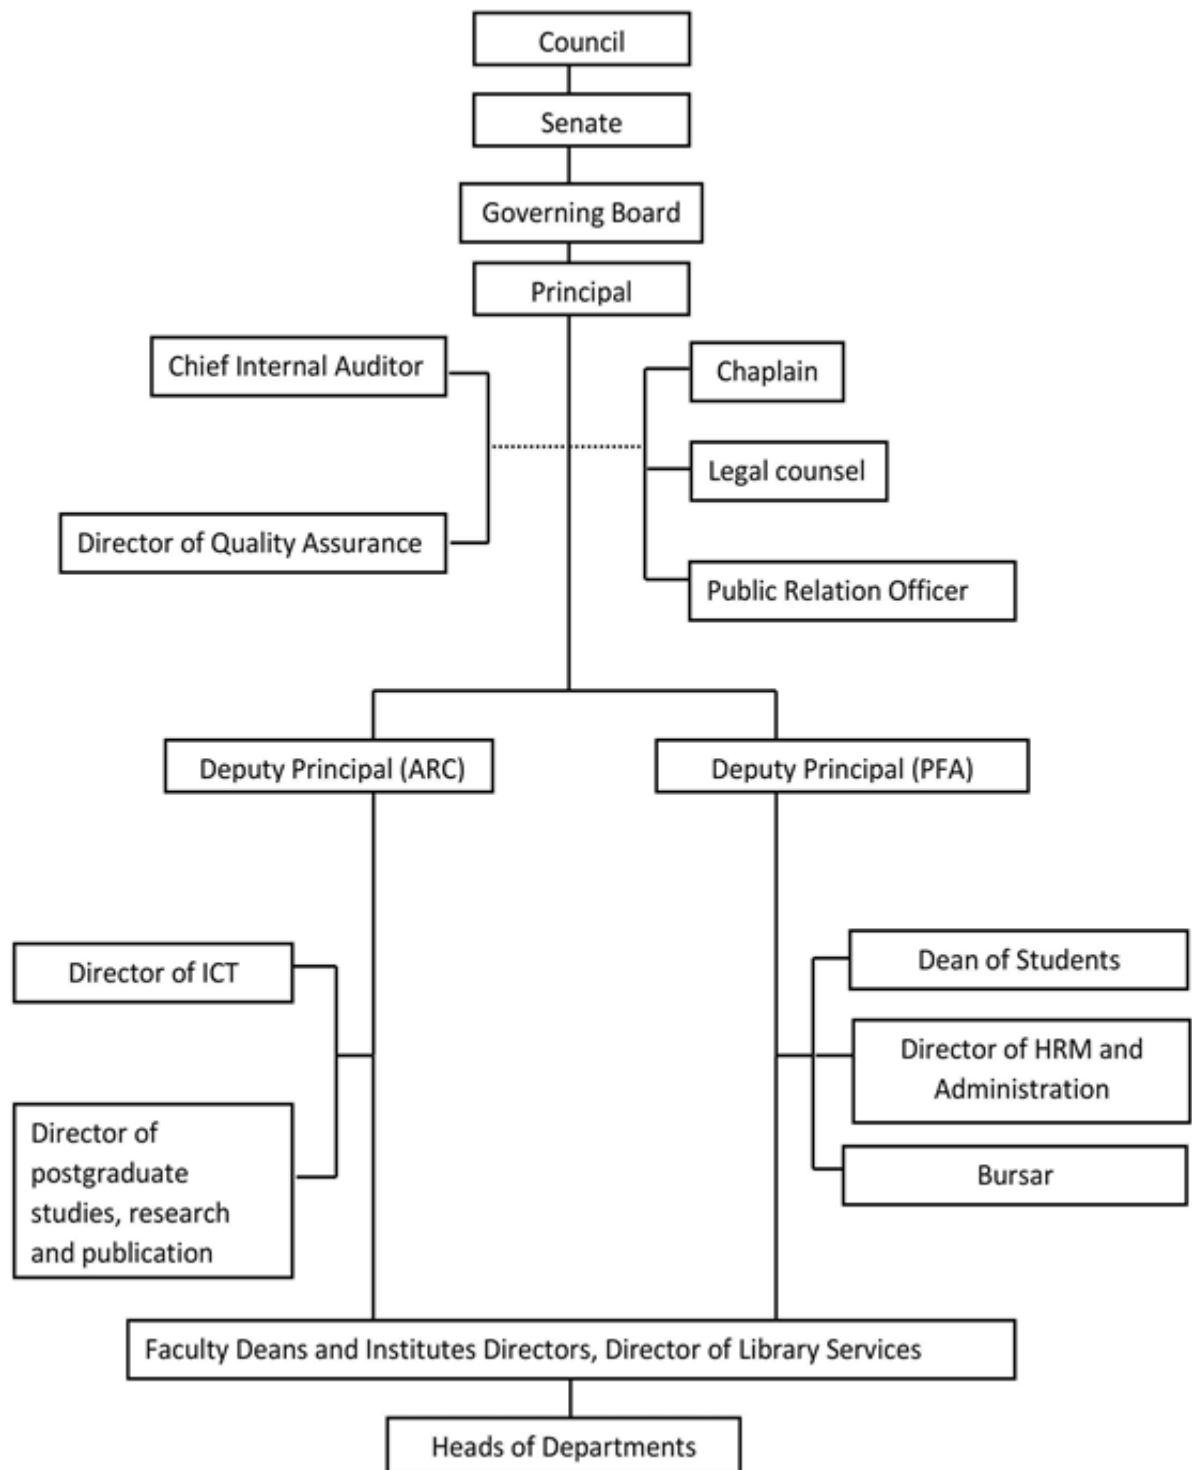 Council
Senate
Governing Board
Principal
Chief Internal Auditor
Chaplain
Legal counsel
Director of Quality Assurance
Public Relation Officer
Deputy Principal (ARC)
Deputy Principal (PFA)
Director of ICT
Dean of Students
Director of HRM and
Administration
Director of
postgraduate
studies, research
and publication
Bursar
Faculty Deans and Institutes Directors, Director of Library Services
Heads of Departments